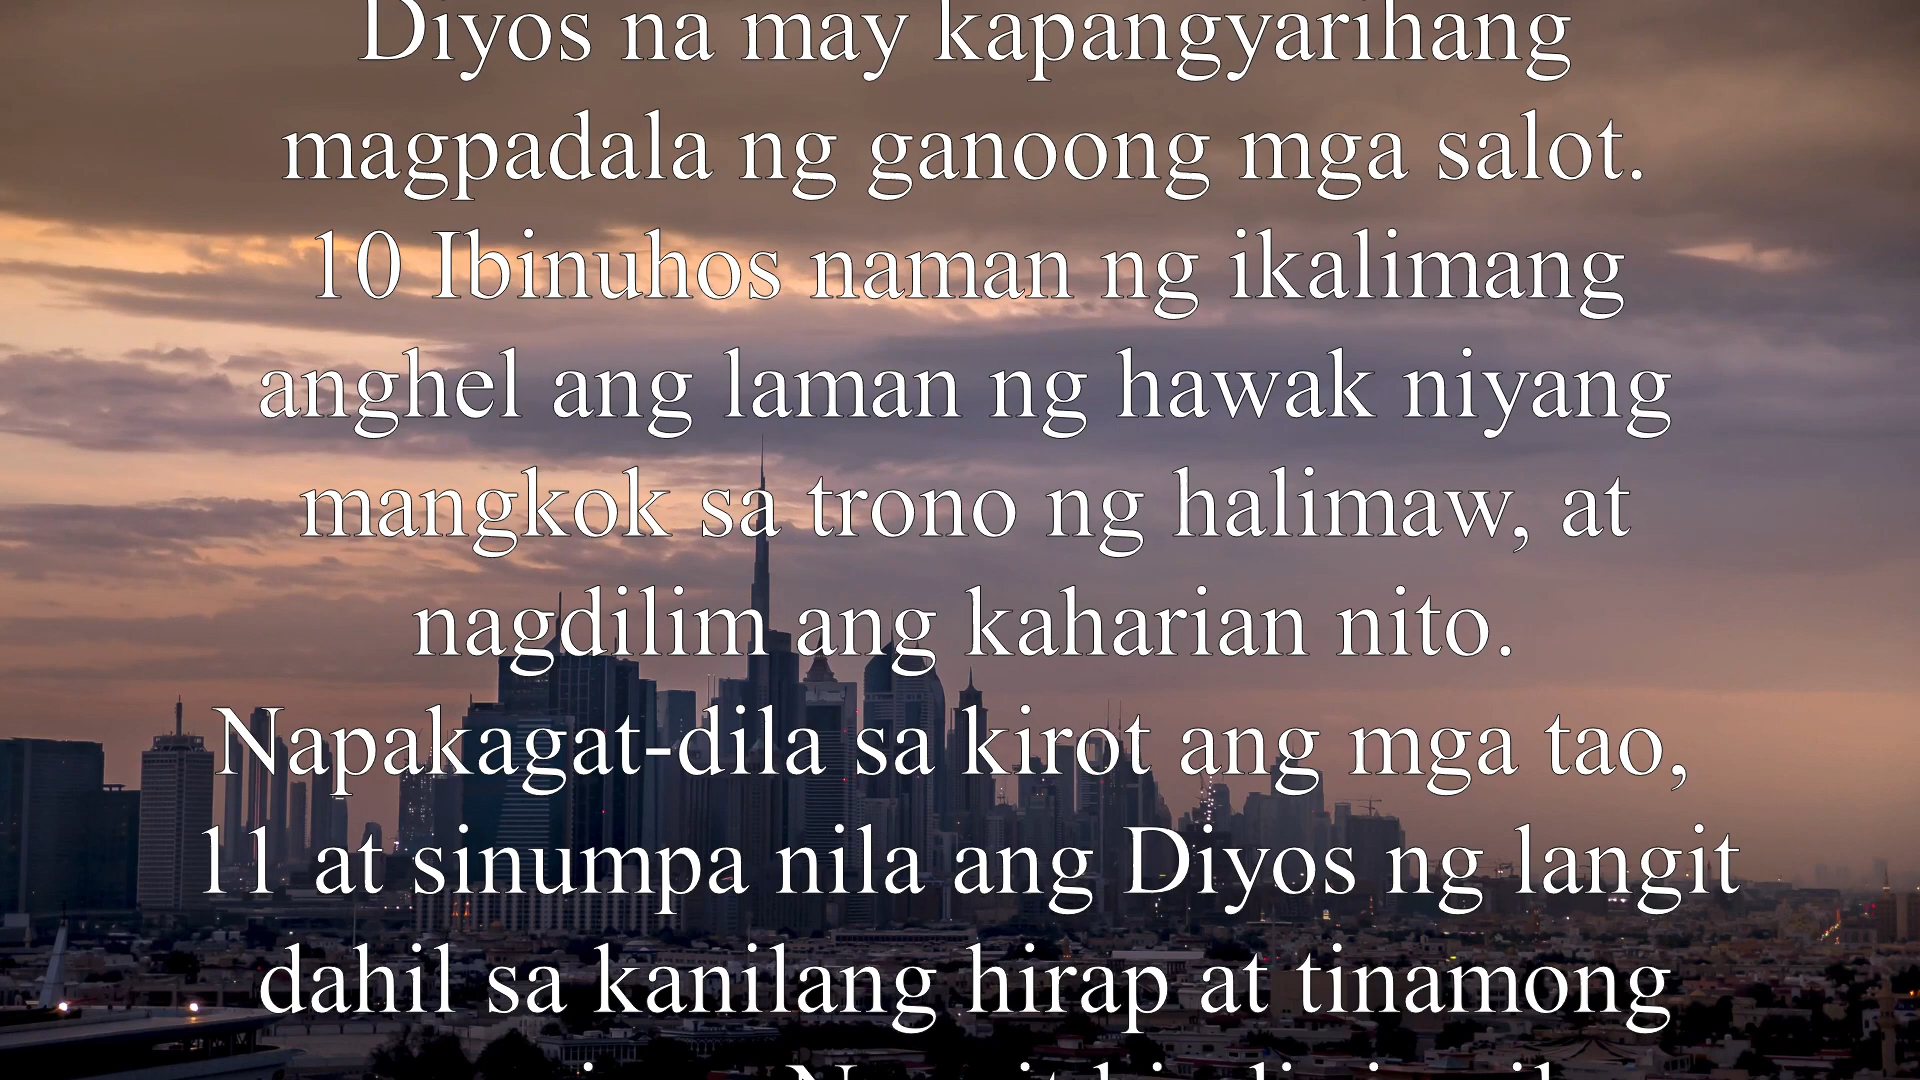 Diyos na may kapangyarihang
magpadala ng ganoong mga salot.
10 Ibinuhos naman ng ikalimang
anghel ang laman ng hawak niyang
mangkok sa trono ng halimaw, at
nagdilim ang kaharian nito.
Napakagat-dila sa kirot ang mga tao,
11 at sinumpa nila ang Diyos ng langit
dahil sa kanilang hirap at tinamong